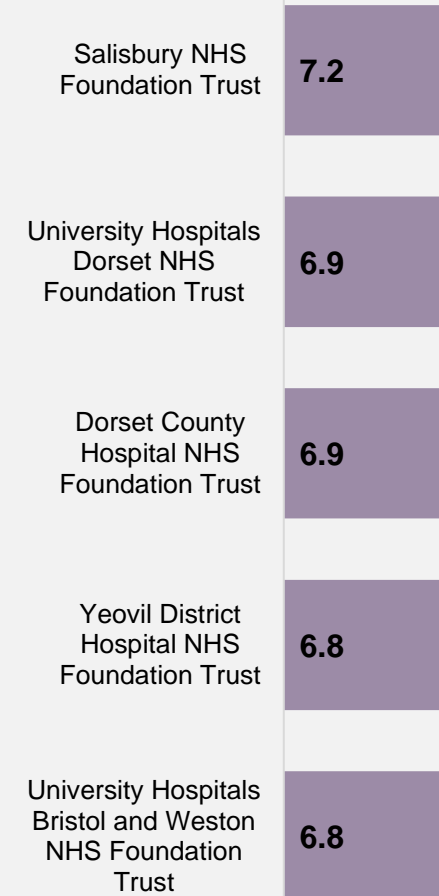 Salisbury NHS
Foundation Trust
7.2
University Hospitals
Dorset NHS
Foundation Trust
6.9
Dorset County
Hospital NHS
Foundation Trust
6.9
Yeovil District
Hospital NHS
Foundation Trust
6.8
University Hospitals
Bristol and Weston
NHS Foundation
Trust
6.8